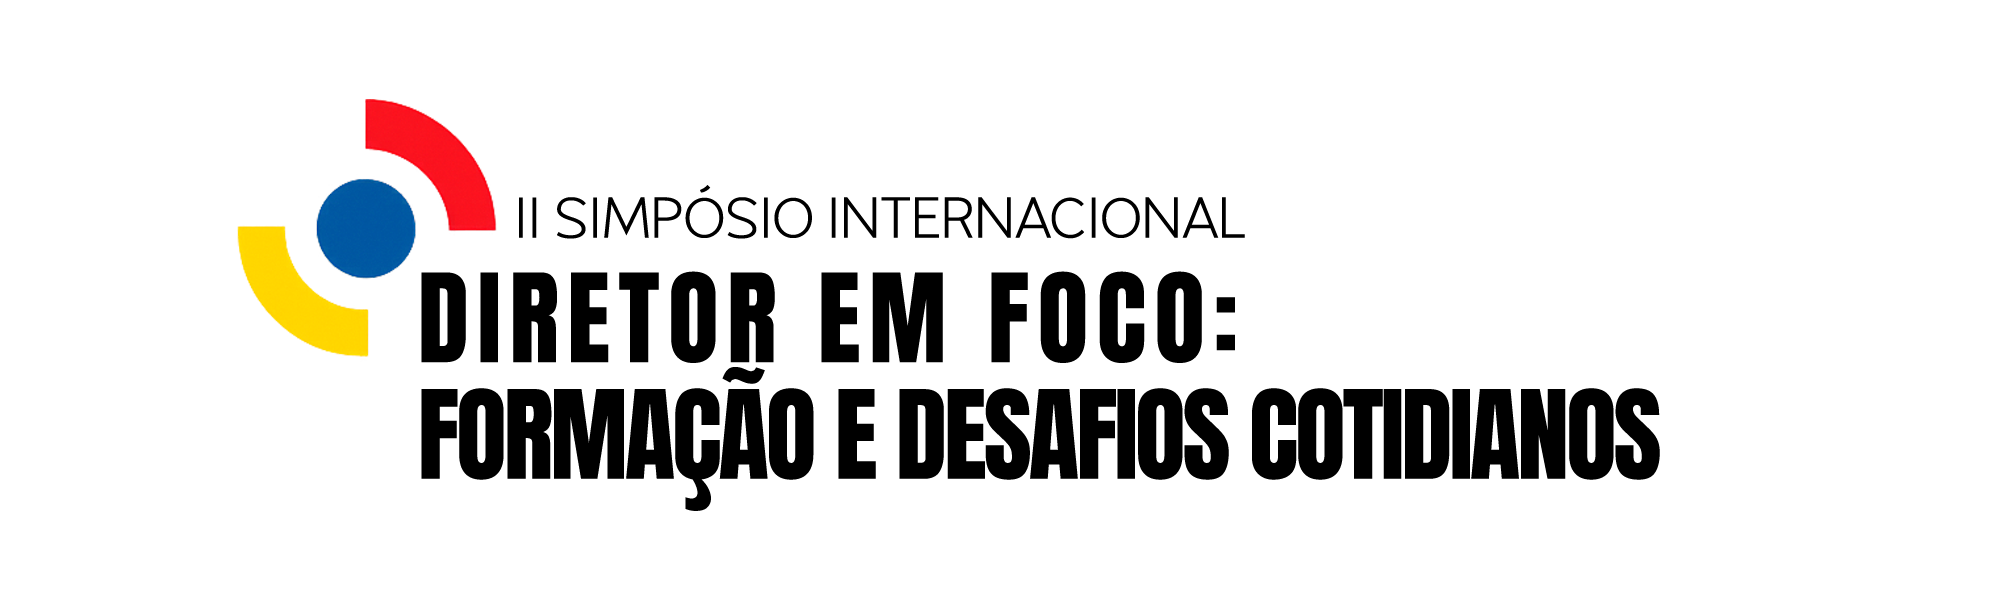 II SIMPÓSIO INTERNACIONAL
DIRETOR EM FOCO:
FORMAÇÃO E DESAFIOS COTIDIANOS